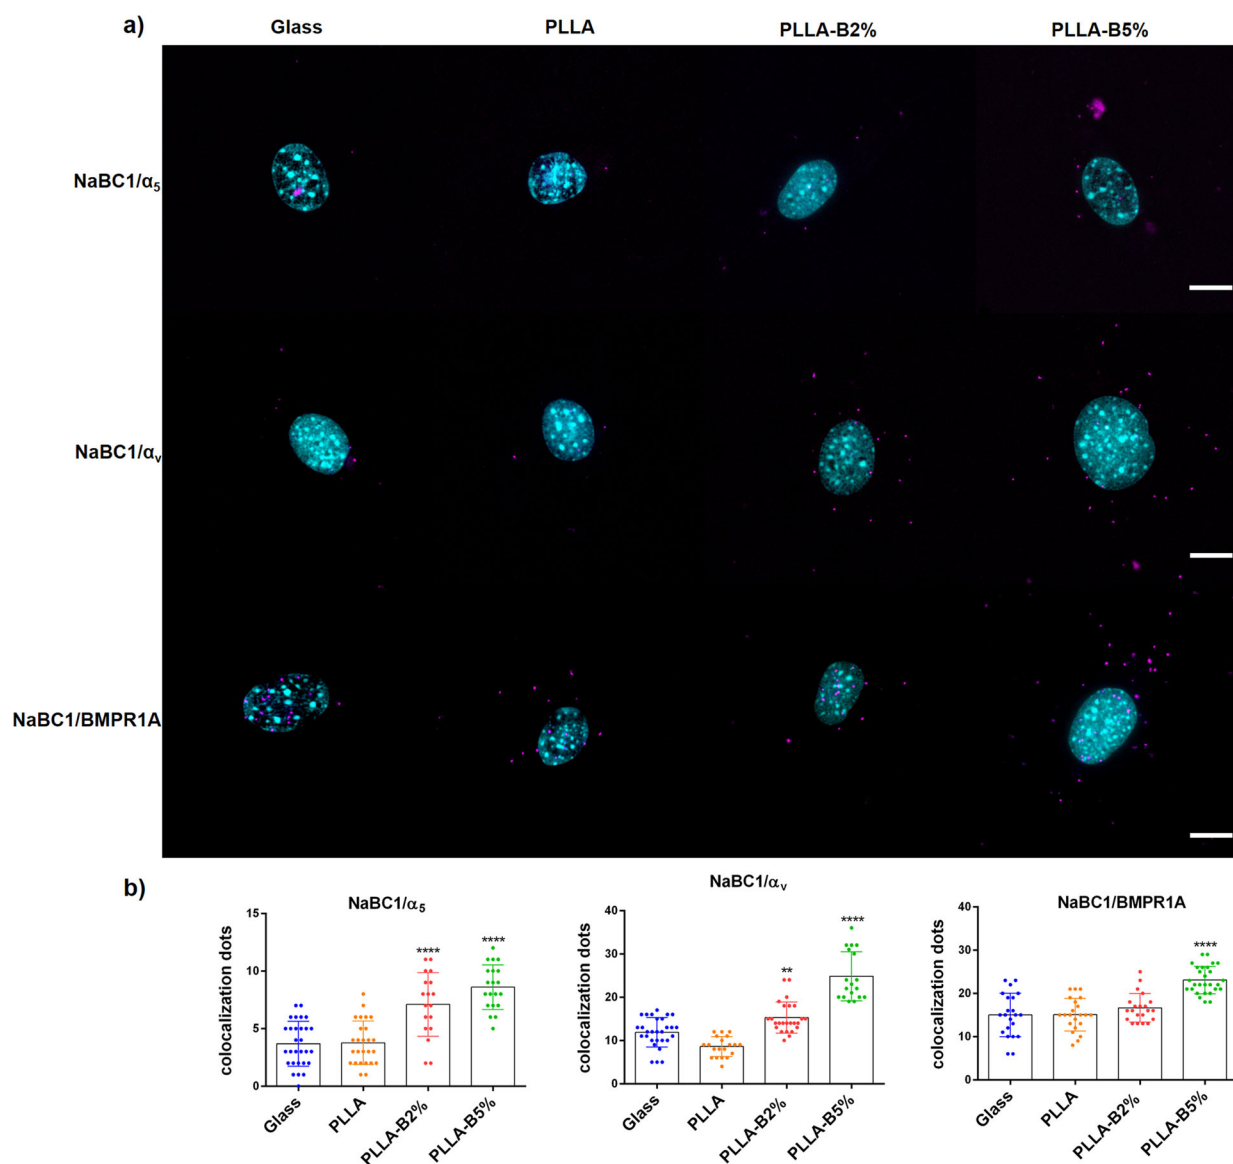 a)
Glass PLLA PLLA-B2% PLLA-B5%
NaBC1/α5
NaBC1/αv
NaBC1/BMPR1A
b)
NaBC1/α5
colocalization dots
15
10
5
0
****
****
Glass
PLLA
PLLA-B2%
PLLA-B5%
NaBC1/αv
colocalization dots
40
30
20
10
0
**
****
Glass
PLLA
PLLA-B2%
PLLA-B5%
NaBC1/BMPR1A
colocalization dots
40
30
20
10
0
****
Glass
PLLA
PLLA-B2%
PLLA-B5%